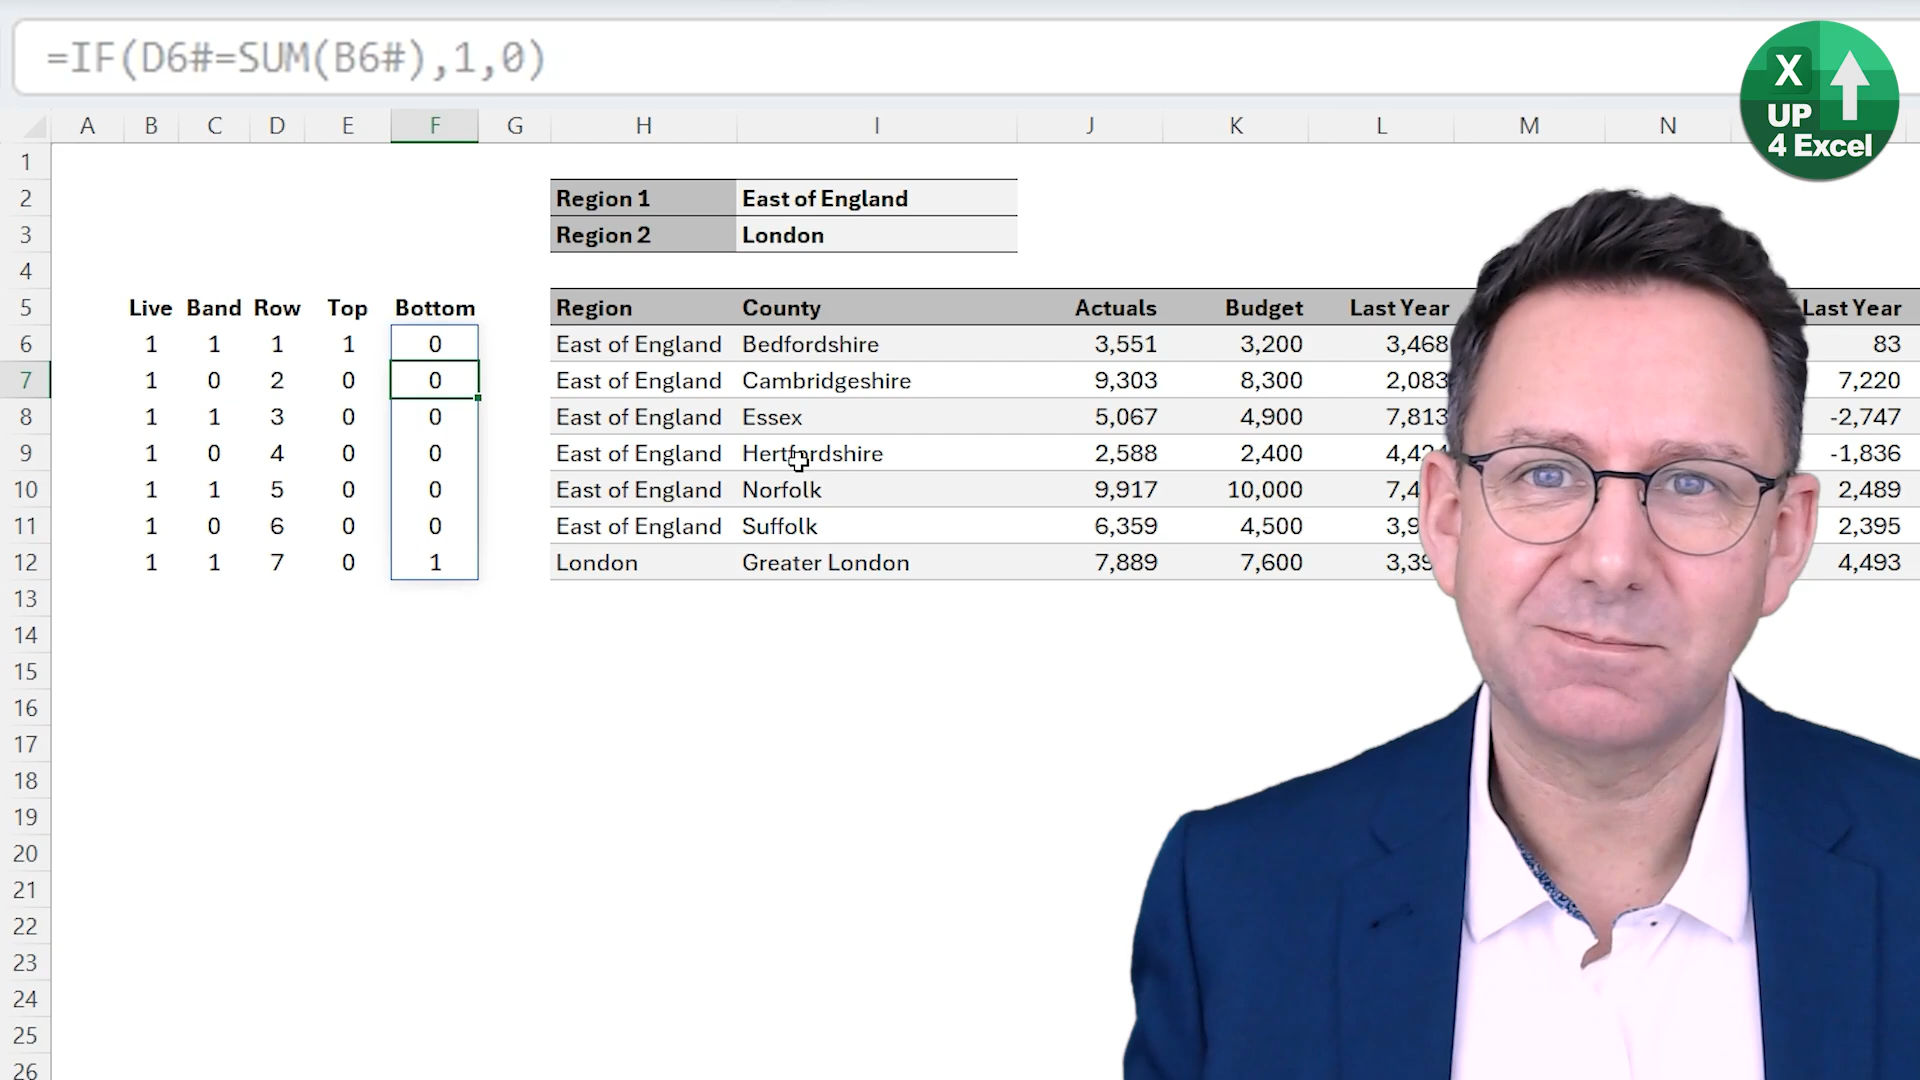 =IF(D6#=SUM(B6#),1,0)
X
UP
4 Excel
A B C D E F G H I J K L M N
1
2 Region 1 East of England
3 Region 2 London
4
5 Live Band Row Top Bottom Region County Actuals Budget Last Year Last Year
6 1 1 1 1 0 East of England Bedfordshire 3,551 3,200 3,468 83
7 1 0 2 0 0 East of England Cambridgeshire 9,303 8,300 2,083 7,220
8 1 1 3 0 0 East of England Essex 5,067 4,900 7,813 -2,747
9 1 0 4 0 0 East of England Hertfordshire 2,588 2,400 -1,836
10 1 1 5 0 0 East of England Norfolk 9,917 10,000 2,489
11 1 0 6 0 0 East of England Suffolk 6,359 4,500 2,395
12 1 1 7 0 1 London Greater London 7,889 7,600 4,493
13
14
15
16
17
18
19
20
21
22
23
24
25
26